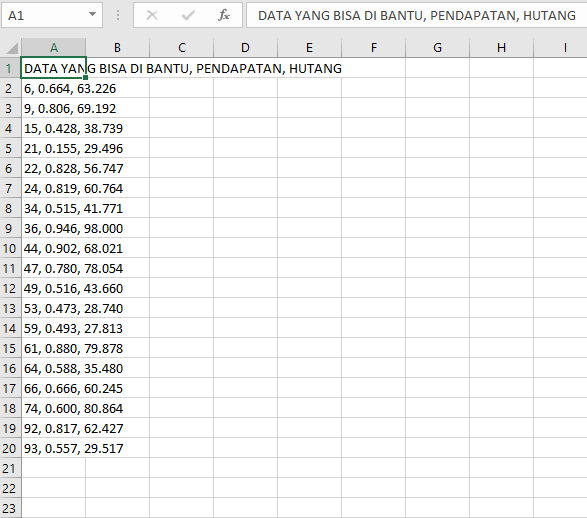 A1 fx DATA YANG BISA DI BANTU, PENDAPATAN, HUTANG
A B C D E F G H I
1 DATA YANG BISA DI BANTU, PENDAPATAN, HUTANG
2 6, 0.664, 63.226
3 9, 0.806, 69.192
4 15, 0.428, 38.739
5 21, 0.155, 29.496
6 22, 0.828, 56.747
7 24, 0.819, 60.764
8 34, 0.515, 41.771
9 36, 0.946, 98.000
10 44, 0.902, 68.021
11 47, 0.780, 78.054
12 49, 0.516, 43.660
13 53, 0.473, 28.740
14 59, 0.493, 27.813
15 61, 0.880, 79.878
16 64, 0.588, 35.480
17 66, 0.666, 60.245
18 74, 0.600, 80.864
19 92, 0.817, 62.427
20 93, 0.557, 29.517
21
22
23